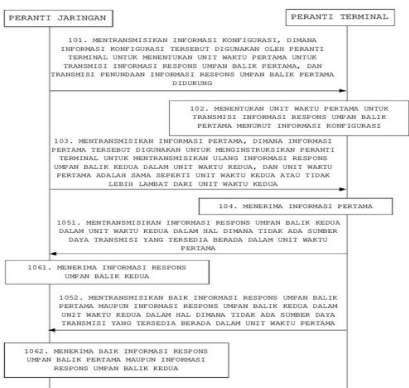 PERANTI JARINGAN
PERANTI TERMINAL
101. MENTRANSMISIKAN INFORMASI KONFIGURASI, DIMANA
INFORMASI KONFIGURASI TERSEBUT DIGUNAKAN OLEH PERANTI
TERMINAL UNTUK MENENTUKAN UNIT WAKTU PERTAMA UNTUK
TRANSMISI INFORMASI RESPONS UMPAN BALIK PERTAMA, DAN
TRANSMISI PENUNDAAN INFORMASI RESPONS UMPAN BALIK PERTAMA
DIDUKUNG
102. MENENTUKAN UNIT WAKTU PERTAMA UNTUK
TRANSMISI INFORMASI RESPONS UMPAN BALIK
PERTAMA MENURUT INFORMASI KONFIGURASI
103. MENTRANSMISIKAN INFORMASI PERTAMA, DIMANA INFORMASI
PERTAMA TERSEBUT DIGUNAKAN UNTUK MENGINSTRUKSIKAN PERANTI
TERMINAL UNTUK MENTRANSMISIKAN ULANG INFORMASI RESPONS
UMPAN BALIK KEDUA DALAM UNIT WAKTU KEDUA, DAN UNIT WAKTU
PERTAMA ADALAH SAMA SEPERTI UNIT WAKTU KEDUA ATAU TIDAK
LEBIH LAMBAT DARI UNIT WAKTU KEDUA
104. MENERIMA INFORMASI PERTAMA
1051. MENTRANSMISIKAN INFORMASI RESPONS UMPAN BALIK KEDUA
DALAM UNIT WAKTU KEDUA DALAM HAL DIMANA TIDAK ADA SUMBER
DAYA TRANSMISI YANG TERSEDIA BERADA DALAM UNIT WAKTU
PERTAMA
1061. MENERIMA INFORMASI RESPONS
UMPAN BALIK KEDUA
1052. MENTRANSMISIKAN BAIK INFORMASI RESPONS UMPAN BALIK
PERTAMA MAUPUN INFORMASI RESPONS UMPAN BALIK KEDUA DALAM
UNIT WAKTU KEDUA DALAM HAL DIMANA TIDAK ADA SUMBER DAYA
TRANSMISI YANG TERSEDIA BERADA DALAM UNIT WAKTU PERTAMA
1062. MENERIMA BAIK INFORMASI RESPONS
UMPAN BALIK PERTAMA MAUPUN INFORMASI
RESPONS UMPAN BALIK KEDUA